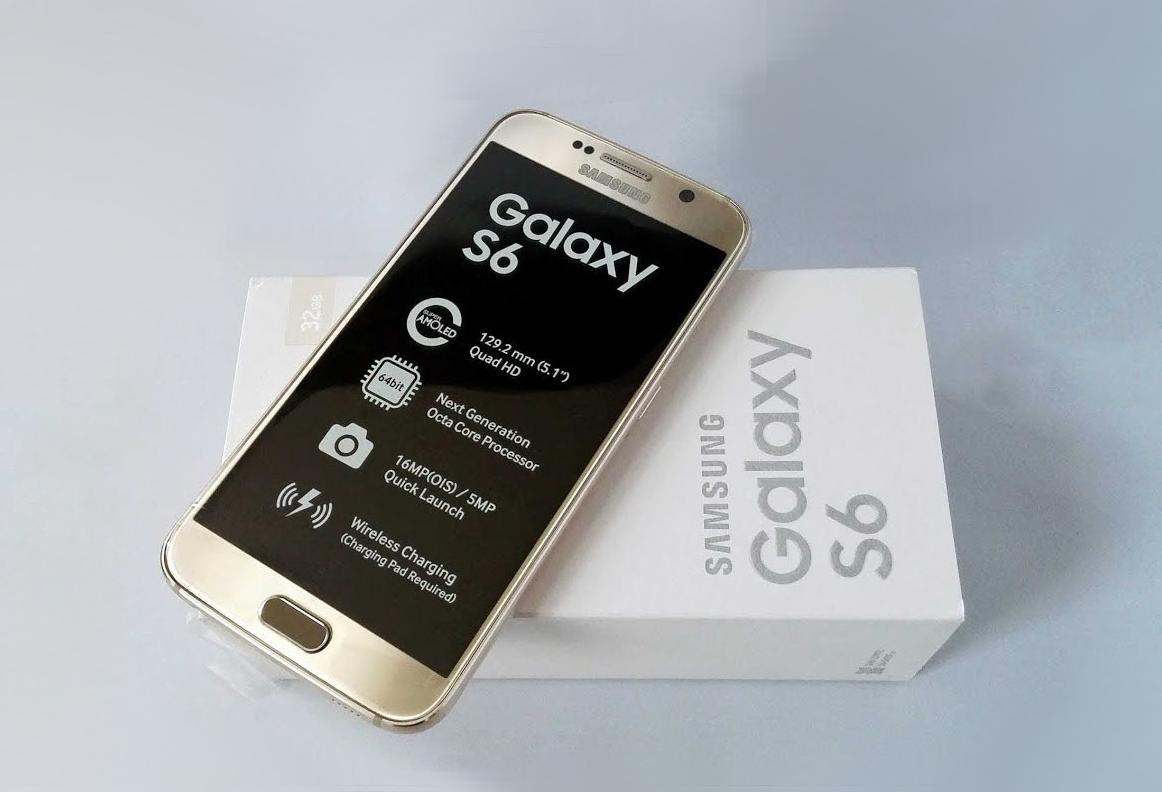 SAMSUNG
Galaxy
S6
SUPER
AMOLED
129.2 mm (5.1")
Quad HD
64bit
Next Generation
Octa Core Processor
16MP(OIS) / 5MP
Quick Launch
Wireless Charging
(Charging Pad Required)
32GB
SAMSUNG
Galaxy
S6